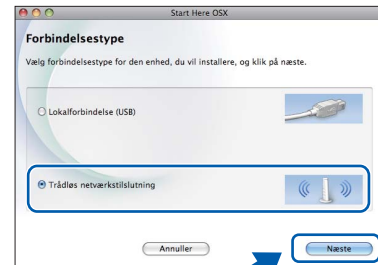 Start Here OSX
Forbindelsestype
Vælg forbindelsestype for den enhed, du vil installere, og klik på næste.
Lokalforbindelse (USB)
Trådløs netværkstilslutning
Annuller
Næste